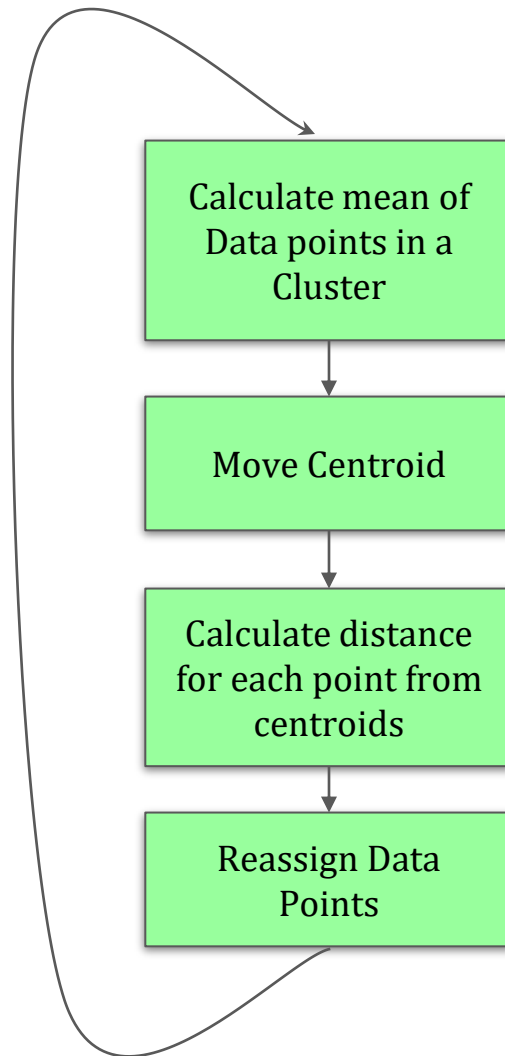 Calculate mean of
Data points in a
Cluster
Move Centroid
Calculate distance
for each point from
centroids
Reassign Data
Points